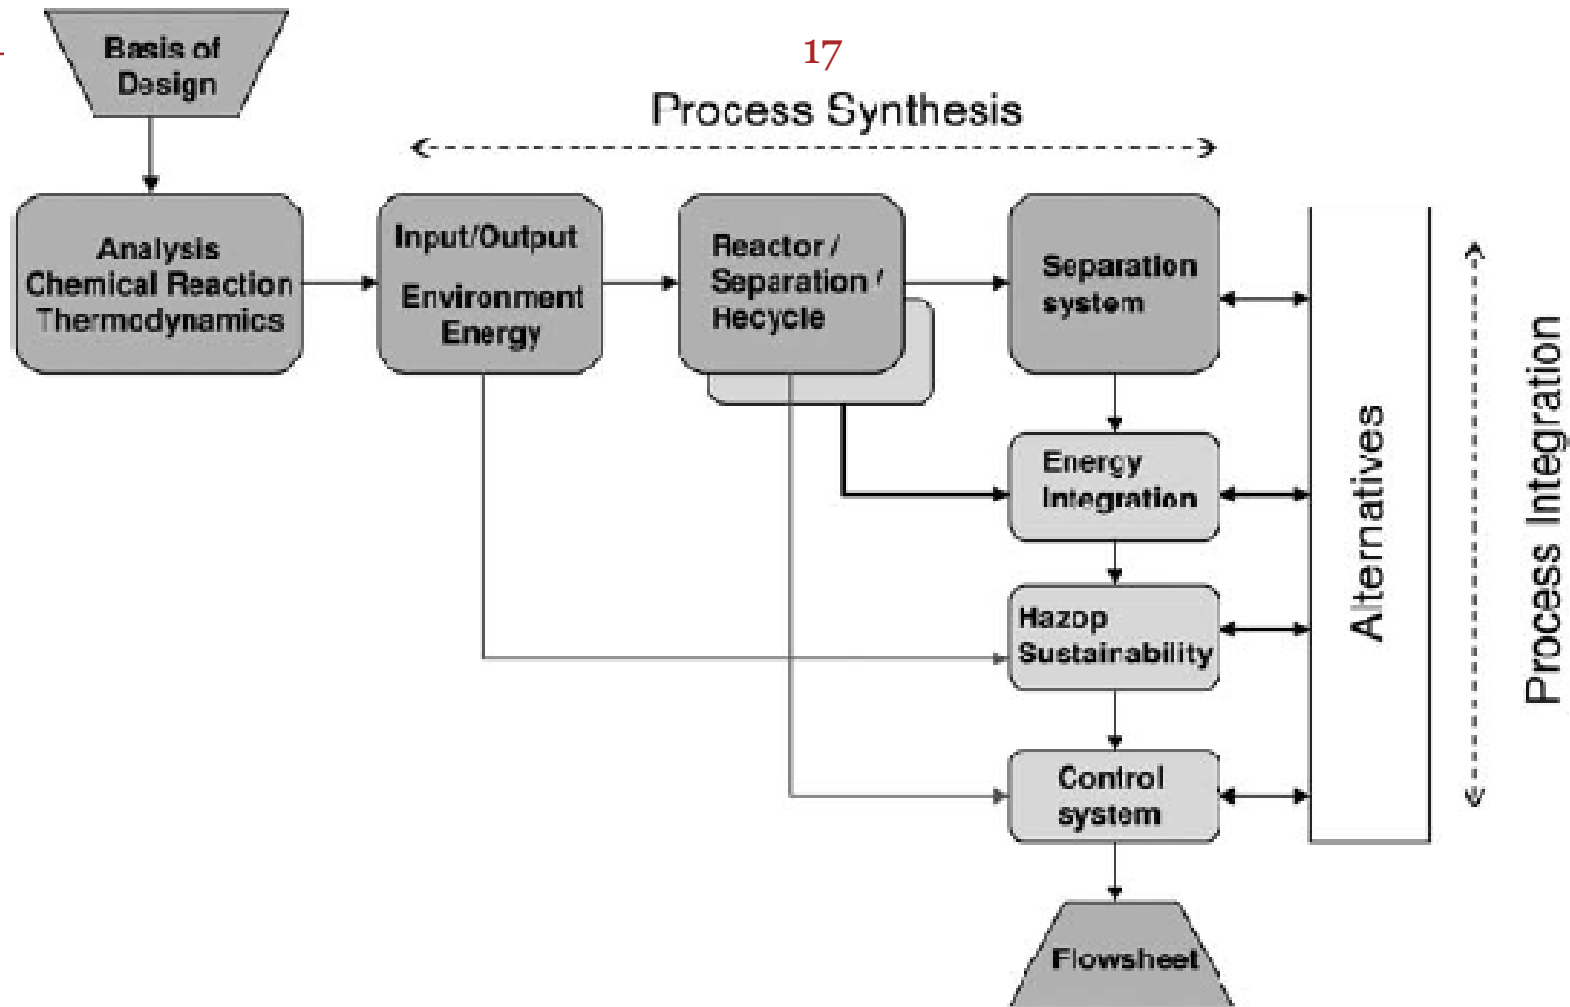 Basis of
Design
17
Process Synthesis
Analysis
Chemical Reaction
Thermodynamics
Input/Output
Environment
Energy
Reactor /
Separation /
Recycle
Separation
system
Energy
Integration
Hazop
Sustainability
Control
system
Flowsheet
Alternatives
Process Integration